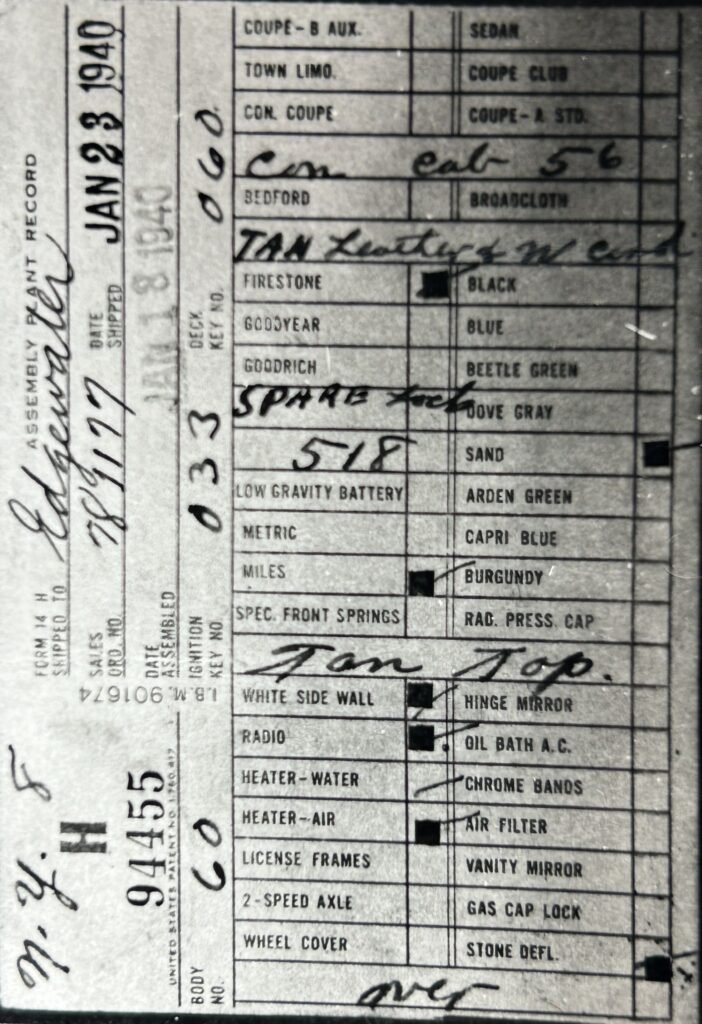 N. Y. 8
H
94455
UNITED STATES PATENT NO. 1,780,617
I.B.M. 901674
FORM 14 H ASSEMBLY PLANT RECORD
SHIPPED TO Edgewater
SALES ORD. NO. 789177 DATE SHIPPED JAN 23 1940
DATE ASSEMBLED JAN 18 1940
BODY NO. 60 IGNITION KEY NO. 033 DECK KEY NO. 060
COUPE-B AUX. SEDAN
TOWN LIMO. COUPE CLUB
CON. COUPE COUPE-A STD.
Con cab 56
BEDFORD BROADCLOTH
TAN Leather & W Cord
FIRESTONE BLACK
GOODYEAR BLUE
GOODRICH BEETLE GREEN
SPARE Lock DOVE GRAY
518 SAND
LOW GRAVITY BATTERY ARDEN GREEN
METRIC CAPRI BLUE
MILES BURGUNDY
SPEC. FRONT SPRINGS RAD. PRESS. CAP
Tan Top.
WHITE SIDE WALL HINGE MIRROR
RADIO OIL BATH A.C.
HEATER-WATER CHROME BANDS
HEATER-AIR AIR FILTER
LICENSE FRAMES VANITY MIRROR
2-SPEED AXLE GAS CAP LOCK
WHEEL COVER STONE DEFL.
over